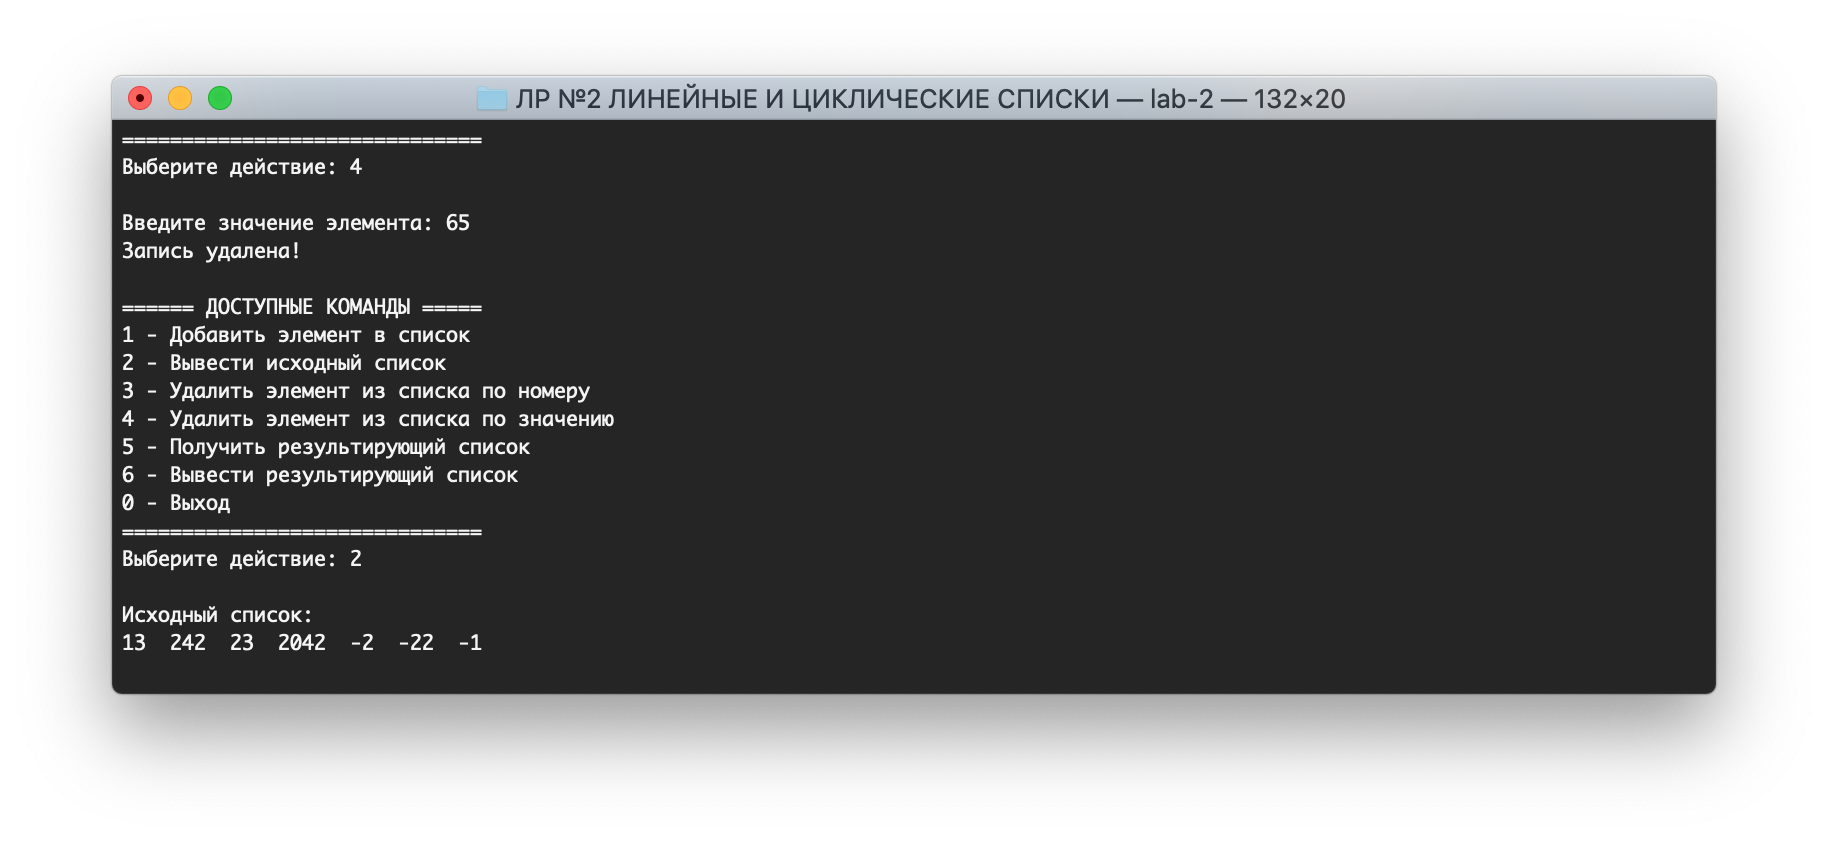 ЛР №2 ЛИНЕЙНЫЕ И ЦИКЛИЧЕСКИЕ СПИСКИ — lab-2 — 132×20
==============================
Выберите действие: 4
Введите значение элемента: 65
Запись удалена!
====== ДОСТУПНЫЕ КОМАНДЫ =====
1 - Добавить элемент в список
2 - Вывести исходный список
3 - Удалить элемент из списка по номеру
4 - Удалить элемент из списка по значению
5 - Получить результирующий список
6 - Вывести результирующий список
0 - Выход
==============================
Выберите действие: 2
Исходный список:
13  242  23  2042  -2  -22  -1